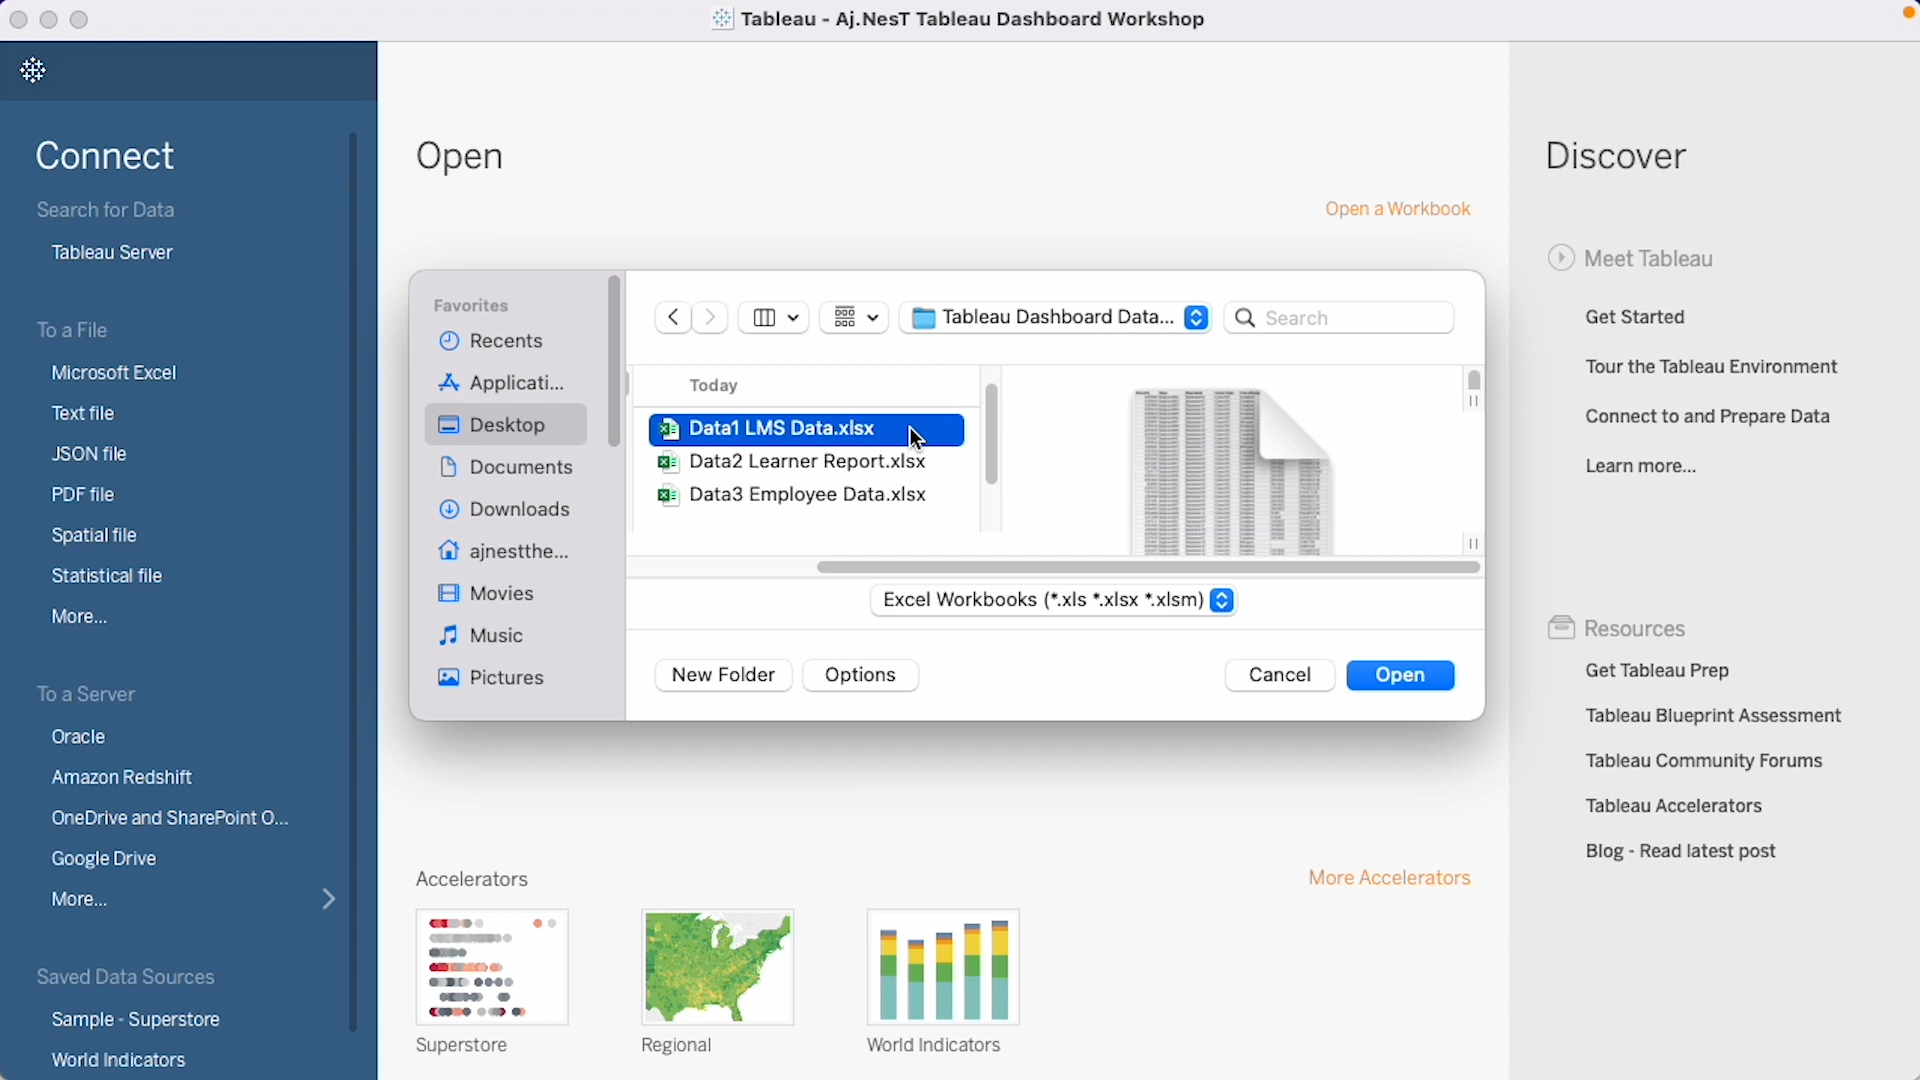 Tableau - Aj.NesT Tableau Dashboard Workshop
Connect
Search for Data
Tableau Server
To a File
Microsoft Excel
Text file
JSON file
PDF file
Spatial file
Statistical file
More...
To a Server
Oracle
Amazon Redshift
OneDrive and SharePoint O...
Google Drive
More...
Saved Data Sources
Sample - Superstore
World Indicators
Open
Open a Workbook
Favorites
Recents
Applicati...
Desktop
Documents
Downloads
ajnestthe...
Movies
Music
Pictures
Tableau Dashboard Data...
Search
Today
Data1 LMS Data.xlsx
Data2 Learner Report.xlsx
Data3 Employee Data.xlsx
Excel Workbooks (*.xls *.xlsx *.xlsm)
New Folder
Options
Cancel
Open
Accelerators
More Accelerators
Superstore
Regional
World Indicators
Discover
Meet Tableau
Get Started
Tour the Tableau Environment
Connect to and Prepare Data
Learn more...
Resources
Get Tableau Prep
Tableau Blueprint Assessment
Tableau Community Forums
Tableau Accelerators
Blog - Read latest post